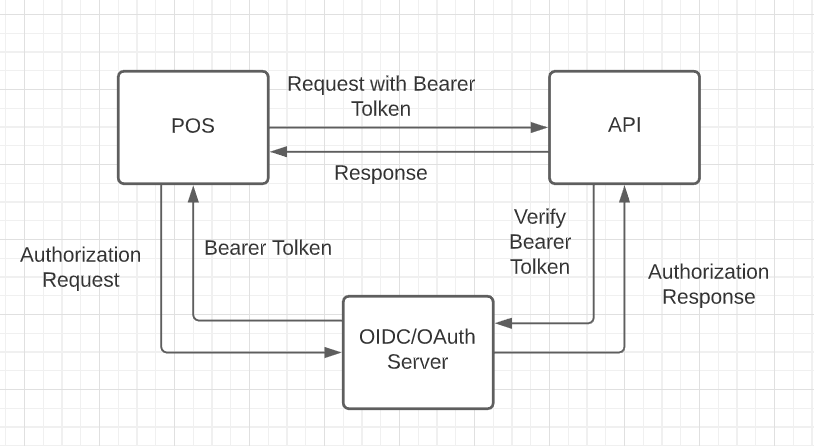 Request with Bearer
Tolken
POS
API
Response
Verify
Bearer
Tolken
Authorization
Request
Bearer Tolken
Authorization
Response
OIDC/OAuth
Server